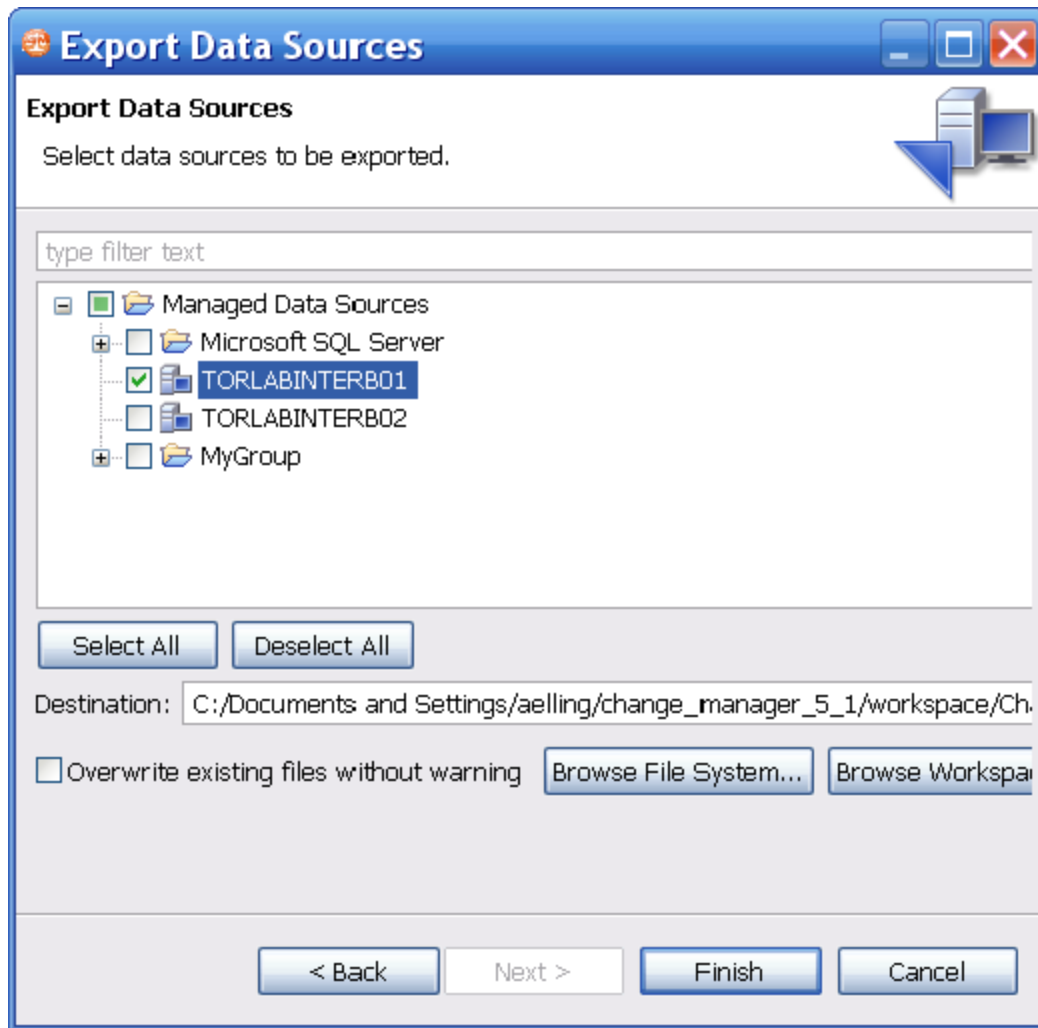 Export Data Sources
Export Data Sources
Select data sources to be exported.
type filter text
Managed Data Sources
Microsoft SQL Server
TORLABINTERB01
TORLABINTERB02
MyGroup
Select All Deselect All
Destination: C:/Documents and Settings/aelling/change_manager_5_1/workspace/Ch
Overwrite existing files without warning Browse File System... Browse Workspa
< Back Next > Finish Cancel